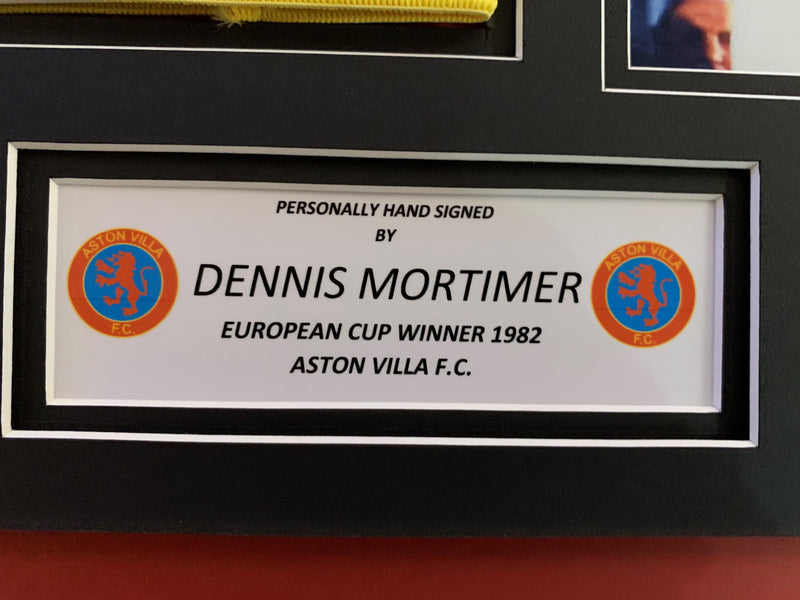 PERSONALLY HAND SIGNED
BY
DENNIS MORTIMER
EUROPEAN CUP WINNER 1982
ASTON VILLA F.C.
ASTON VILLA
F.C.
ASTON VILLA
F.C.